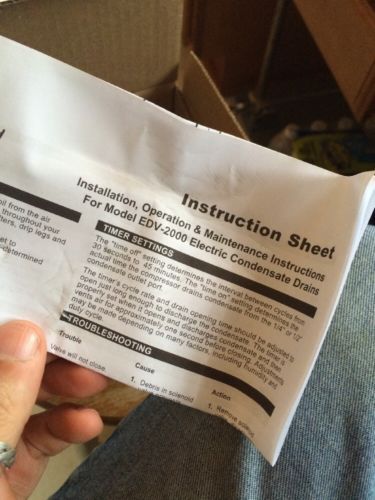 oil from the air
throughout your
drip legs and
et to
determined
Instruction Sheet
Installation, Operation & Maintenance Instructions
For Model EDV-2000 Electric Condensate Drains
TIMER SETTINGS
The "time off" setting determines the interval between cycles from
30 seconds to 45 minutes. The "time on" setting determines the
actual time the compressor drains condensate from the 1/4" or 1/2"
condensate outlet port.
The timer's cycle rate and drain opening time should be adjusted to
open just long enough to discharge the condensate. The timer is
properly set when it opens and discharges the condensate and then
vents air for approximately one second before closing. Adjustments
may be made depending on many factors, including humidity and
duty cycle.
TROUBLESHOOTING
Trouble Cause Action
Valve will not close. 1. Debris in solenoid 1. Remove solenoid